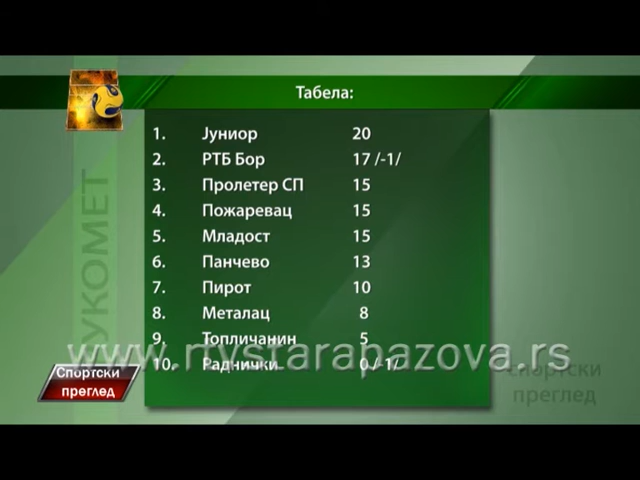 Табела:
1. Јуниор 20
2. РТБ Бор 17 /-1/
3. Пролетер СП 15
4. Пожаревац 15
5. Младост 15
6. Панчево 13
7. Пирот 10
8. Металац 8
9. Топличанин 5
10. Раднички 0 /-1/
РУКОМЕТ
www.rtvstarapazova.rs
Спортски
преглед
спортски
преглед